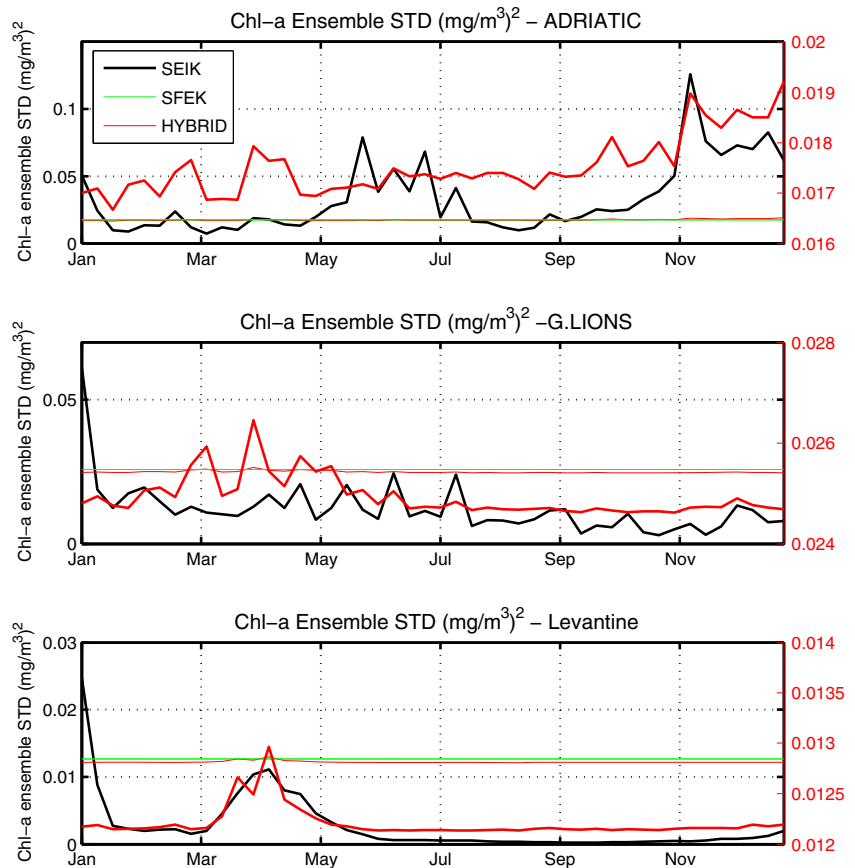 Chl−a Ensemble STD (mg/m³)² − ADRIATIC
Chl−a ensemble STD (mg/m³)²
0.1
0.05
0
SEIK
SFEK
HYBRID
0.02
0.019
0.018
0.017
0.016
Jan Mar May Jul Sep Nov
Chl−a Ensemble STD (mg/m³)² −G.LIONS
Chl−a ensemble STD (mg/m³)²
0.05
0
0.028
0.026
0.024
Jan Mar May Jul Sep Nov
Chl−a Ensemble STD (mg/m³)² − Levantine
Chl−a ensemble STD (mg/m³)²
0.03
0.02
0.01
0
0.014
0.0135
0.013
0.0125
0.012
Jan Mar May Jul Sep Nov